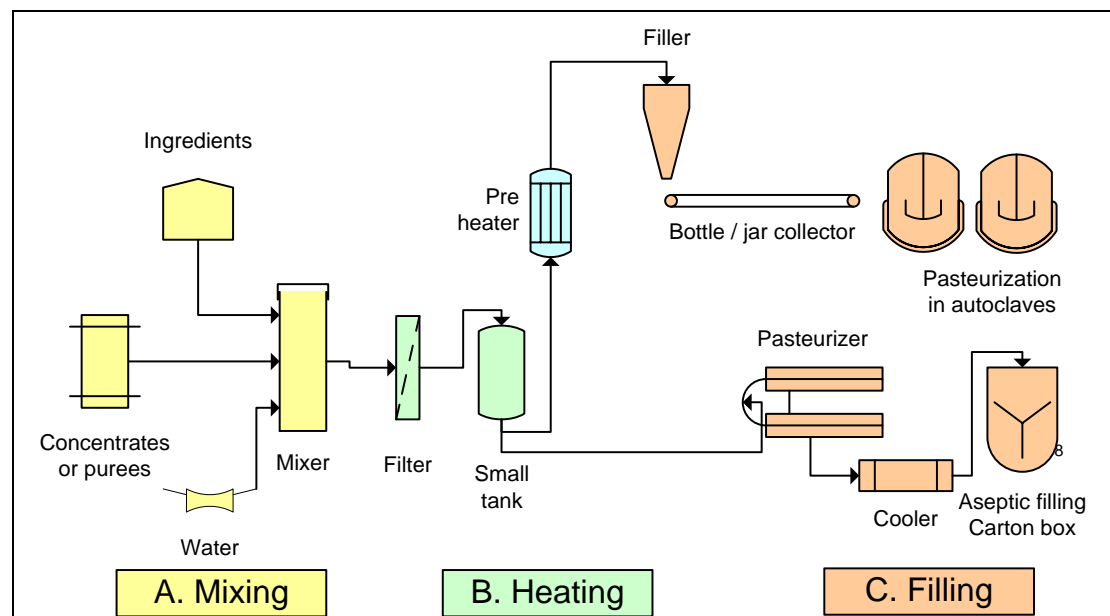 Filler
Ingredients
Pre
heater
Bottle / jar collector
Pasteurization
in autoclaves
Pasteurizer
Concentrates
or purees
Mixer
Filter
Small
tank
8
Cooler
Aseptic filling
Carton box
Water
A. Mixing
B. Heating
C. Filling